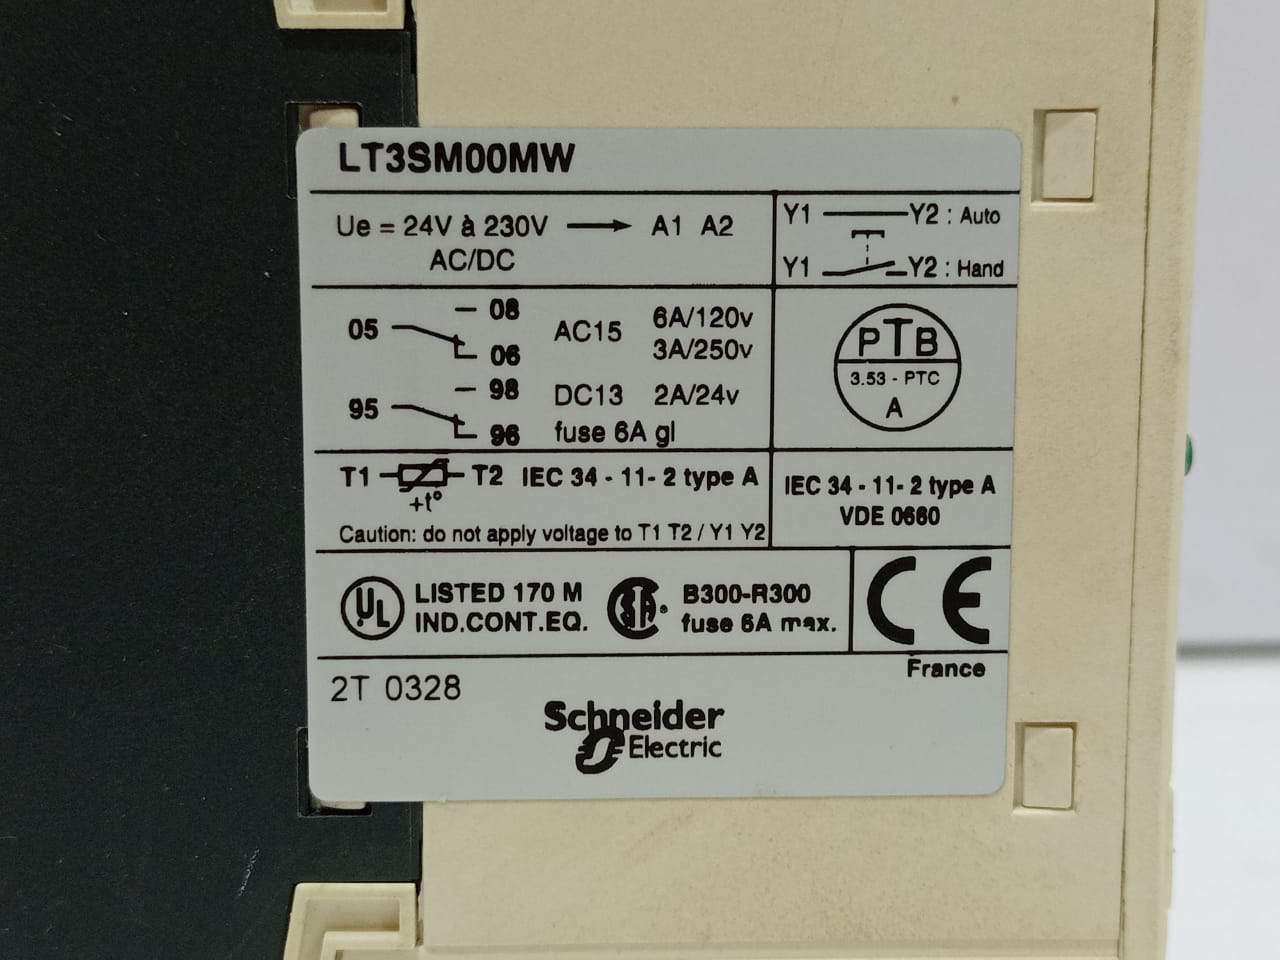 LT3SM00MW
Ue = 24V à 230V → A1 A2
AC/DC
Y1 Y2 : Auto
Y1 Y2 : Hand
05 08 06 AC15 6A/120v
3A/250v
95 98 96 DC13 2A/24v
fuse 6A gl
PTB
3.53 - PTC
A
T1 T2 IEC 34 - 11- 2 type A
+t°
Caution: do not apply voltage to T1 T2 / Y1 Y2
IEC 34 - 11- 2 type A
VDE 0660
UL LISTED 170 M
IND.CONT.EQ.
SA B300-R300
fuse 6A max.
CE
France
2T 0328
Schneider
Electric